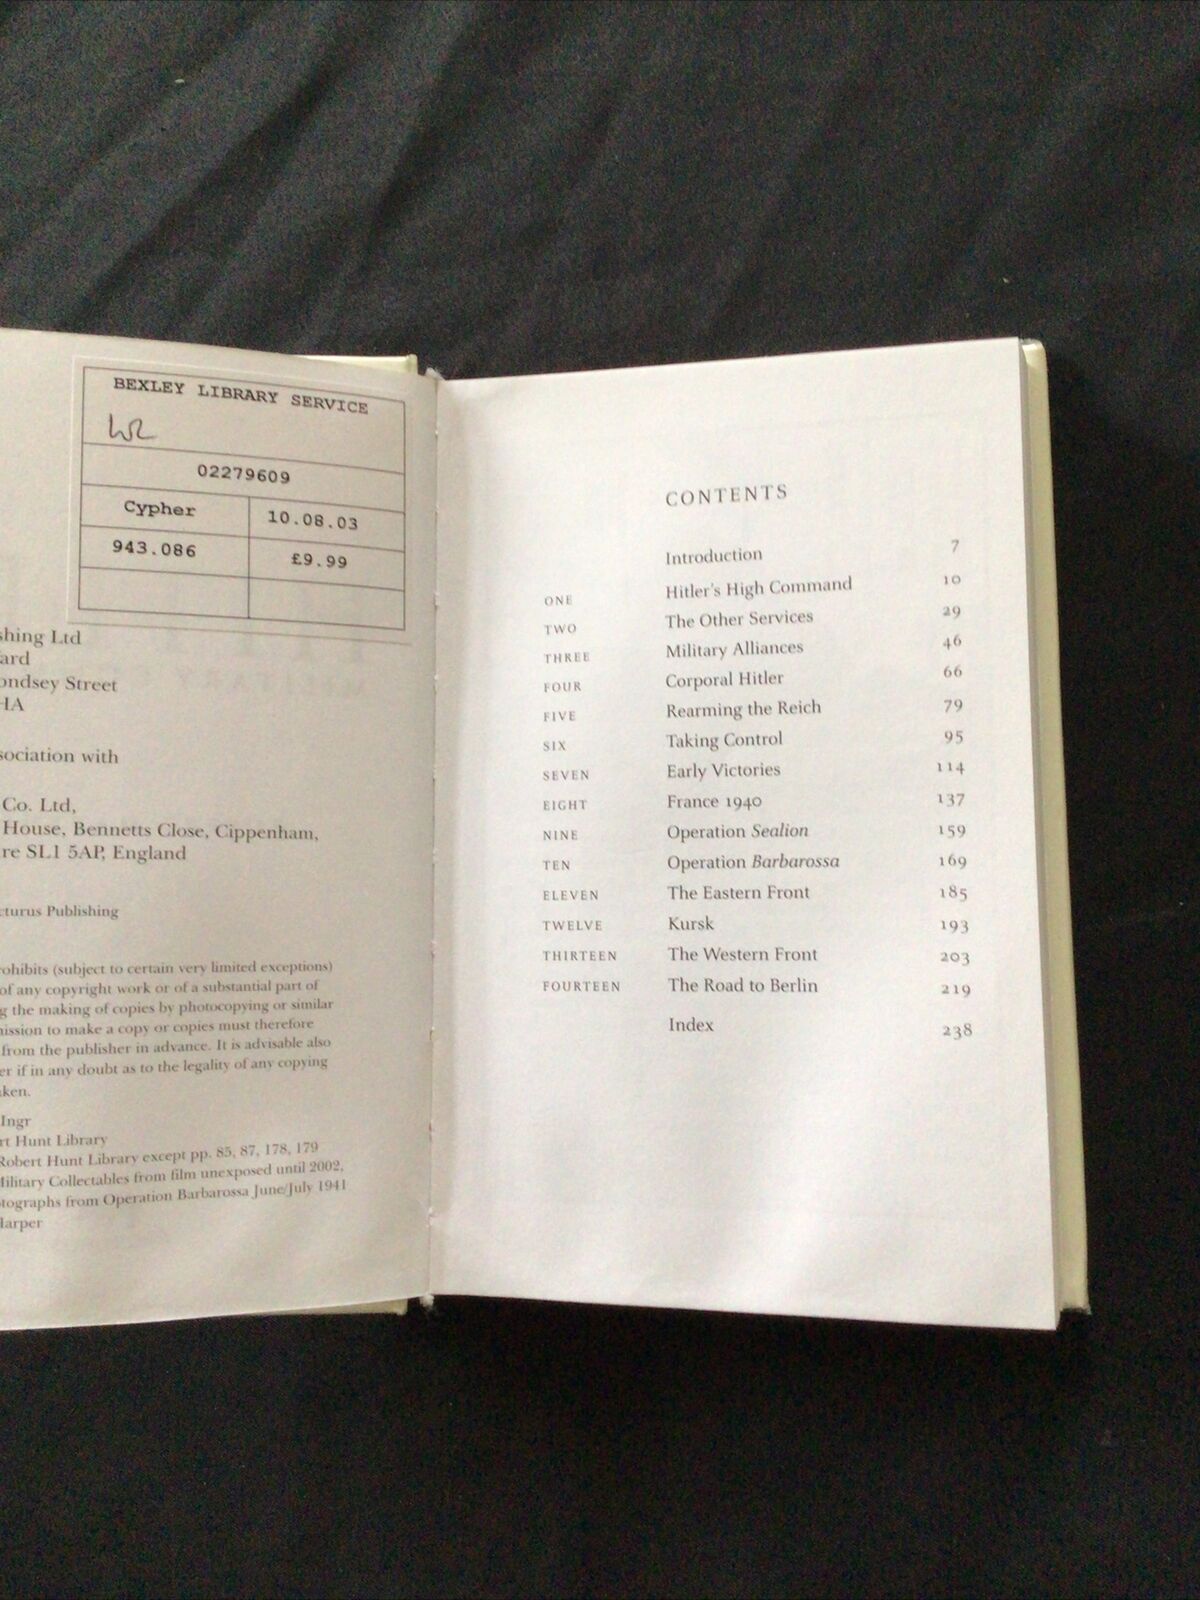 BEXLEY LIBRARY SERVICE
02279609
Cypher 10.08.03
943.086 £9.99
shing Ltd
ard
ondsey Street
HA
sociation with
Co. Ltd,
House, Bennetts Close, Cippenham,
re SL1 5AP, England
cturus Publishing
ohibits (subject to certain very limited exceptions)
of any copyright work or of a substantial part of
g the making of copies by photocopying or similar
mission to make a copy or copies must therefore
from the publisher in advance. It is advisable also
er if in any doubt as to the legality of any copying
ken.
Ingr
rt Hunt Library
Robert Hunt Library except pp. 85, 87, 178, 179
Military Collectables from film unexposed until 2002,
tographs from Operation Barbarossa June/July 1941
Harper
CONTENTS
Introduction 7
ONE Hitler's High Command 10
TWO The Other Services 29
THREE Military Alliances 46
FOUR Corporal Hitler 66
FIVE Rearming the Reich 79
SIX Taking Control 95
SEVEN Early Victories 114
EIGHT France 1940 137
NINE Operation Sealion 159
TEN Operation Barbarossa 169
ELEVEN The Eastern Front 185
TWELVE Kursk 193
THIRTEEN The Western Front 203
FOURTEEN The Road to Berlin 219
Index 238